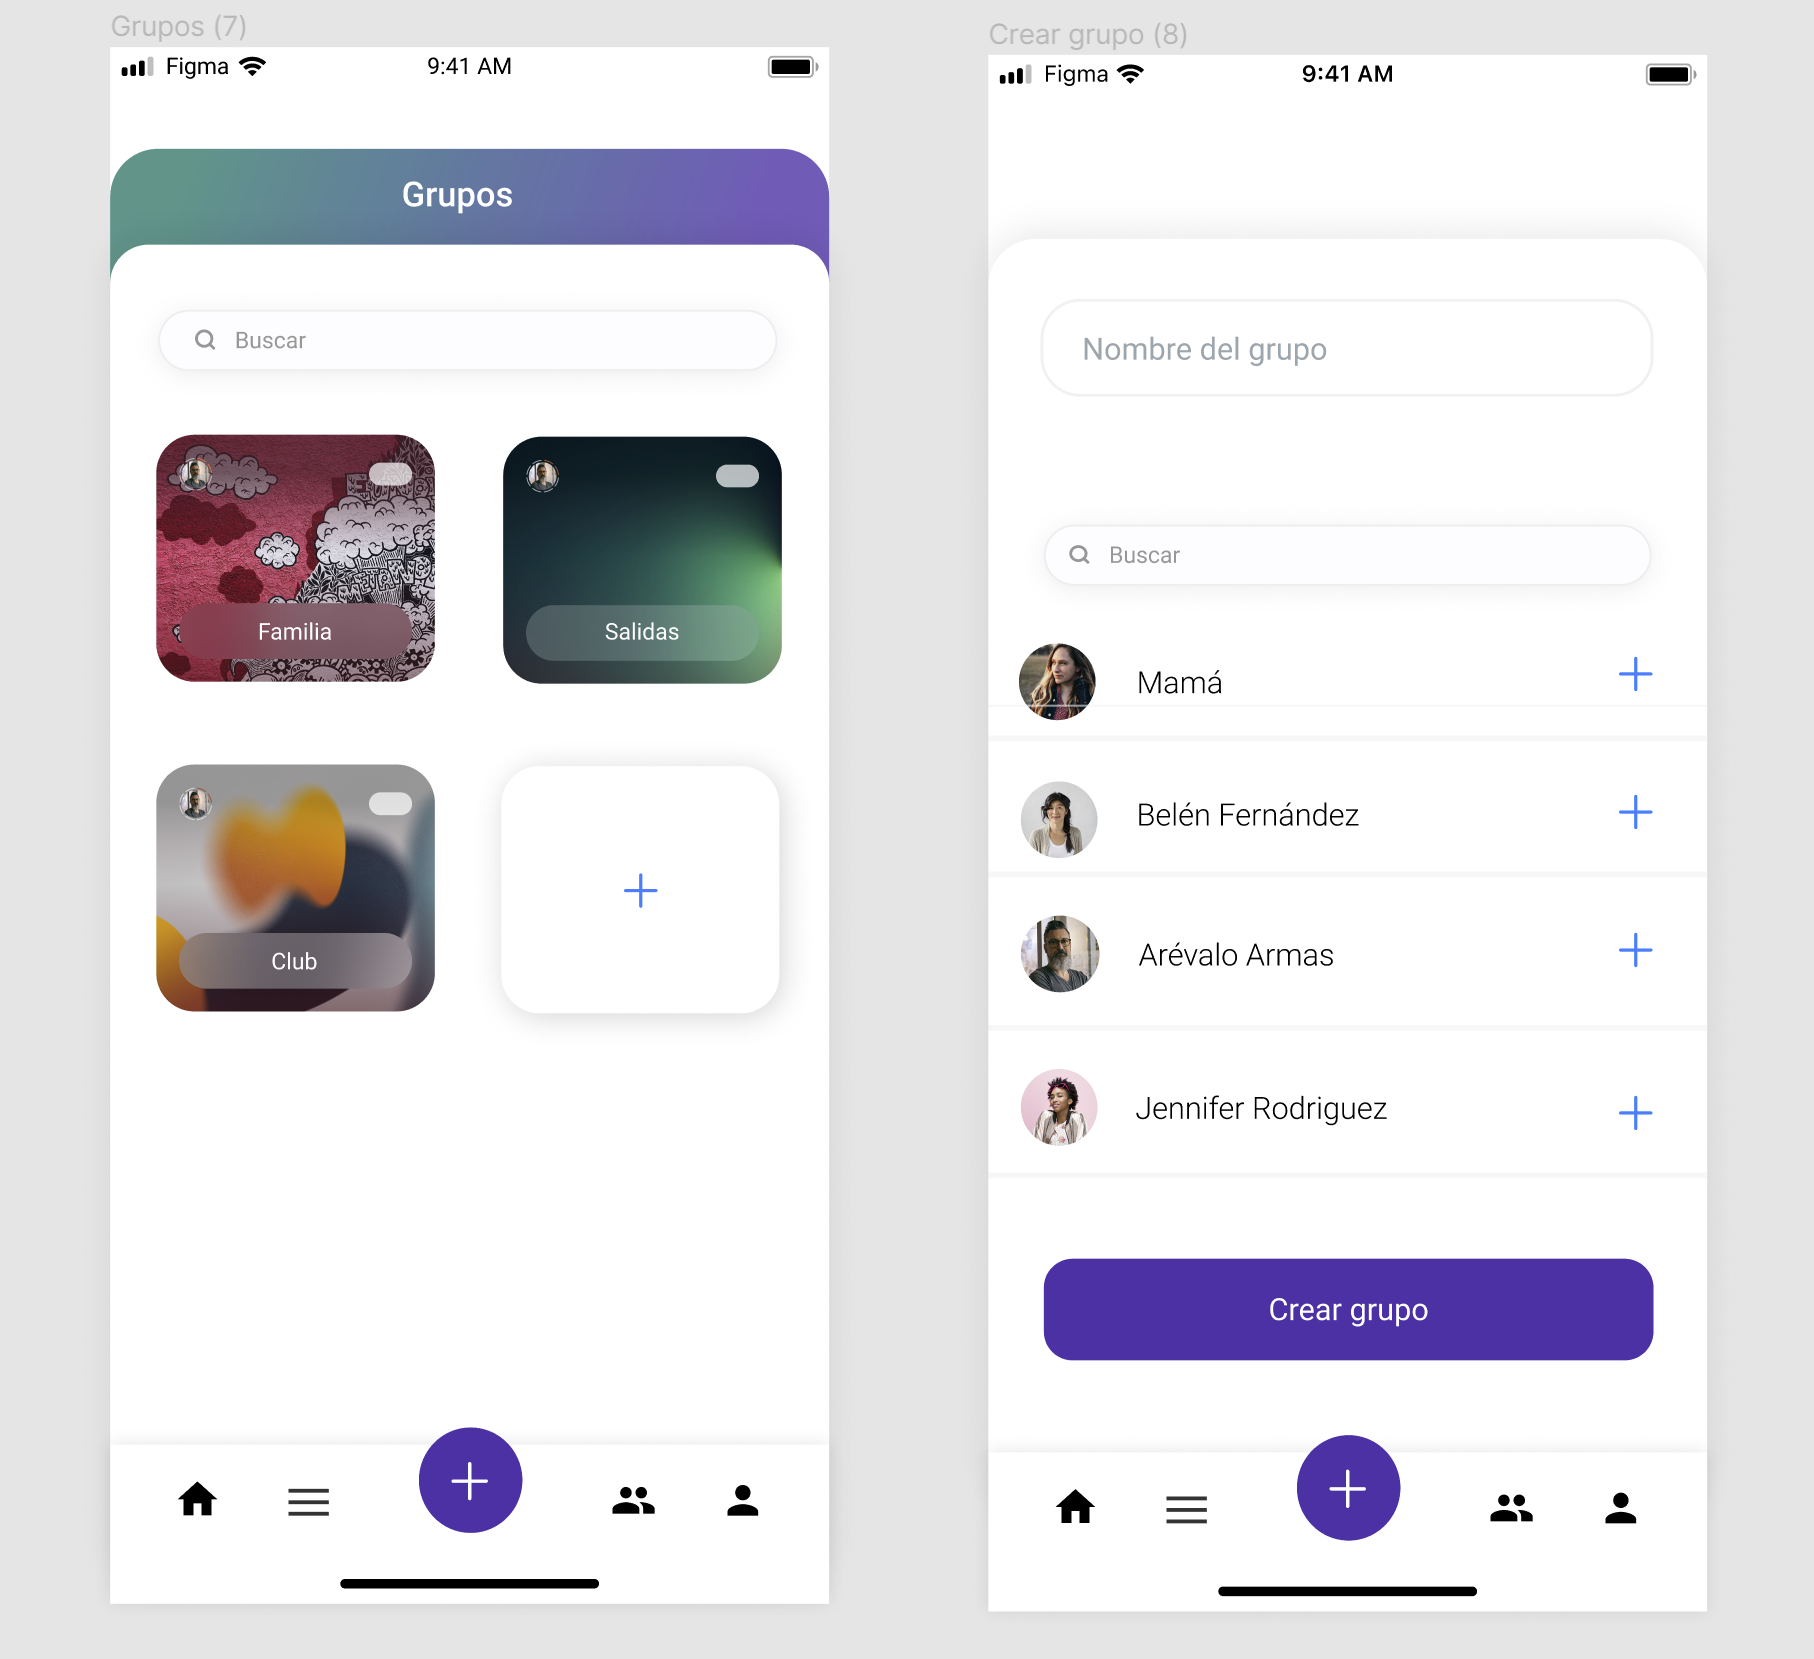 Grupos (7)
Figma
9:41 AM
Grupos
Buscar
Familia
Salidas
Club
Crear grupo (8)
Figma
9:41 AM
Nombre del grupo
Buscar
Mamá
Belén Fernández
Arévalo Armas
Jennifer Rodriguez
Crear grupo